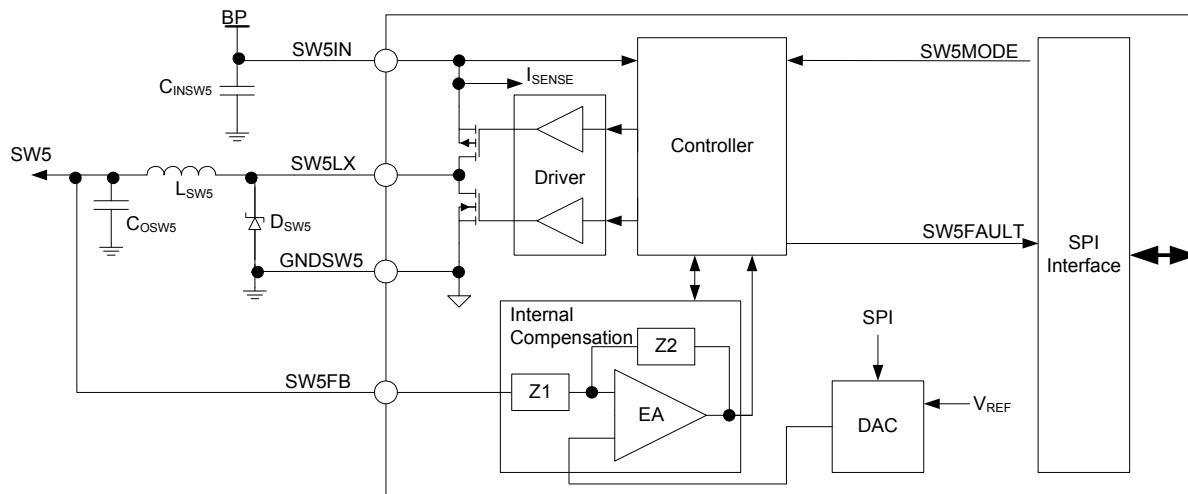 BP
SW5IN
SW5MODE
ISENSE
CINSW5
Controller
SW5
SW5LX
LSW5
Driver
COSW5
DSW5
SW5FAULT
SPI
Interface
GNDSW5
Internal
Compensation
SPI
Z2
SW5FB
Z1
EA
VREF
DAC